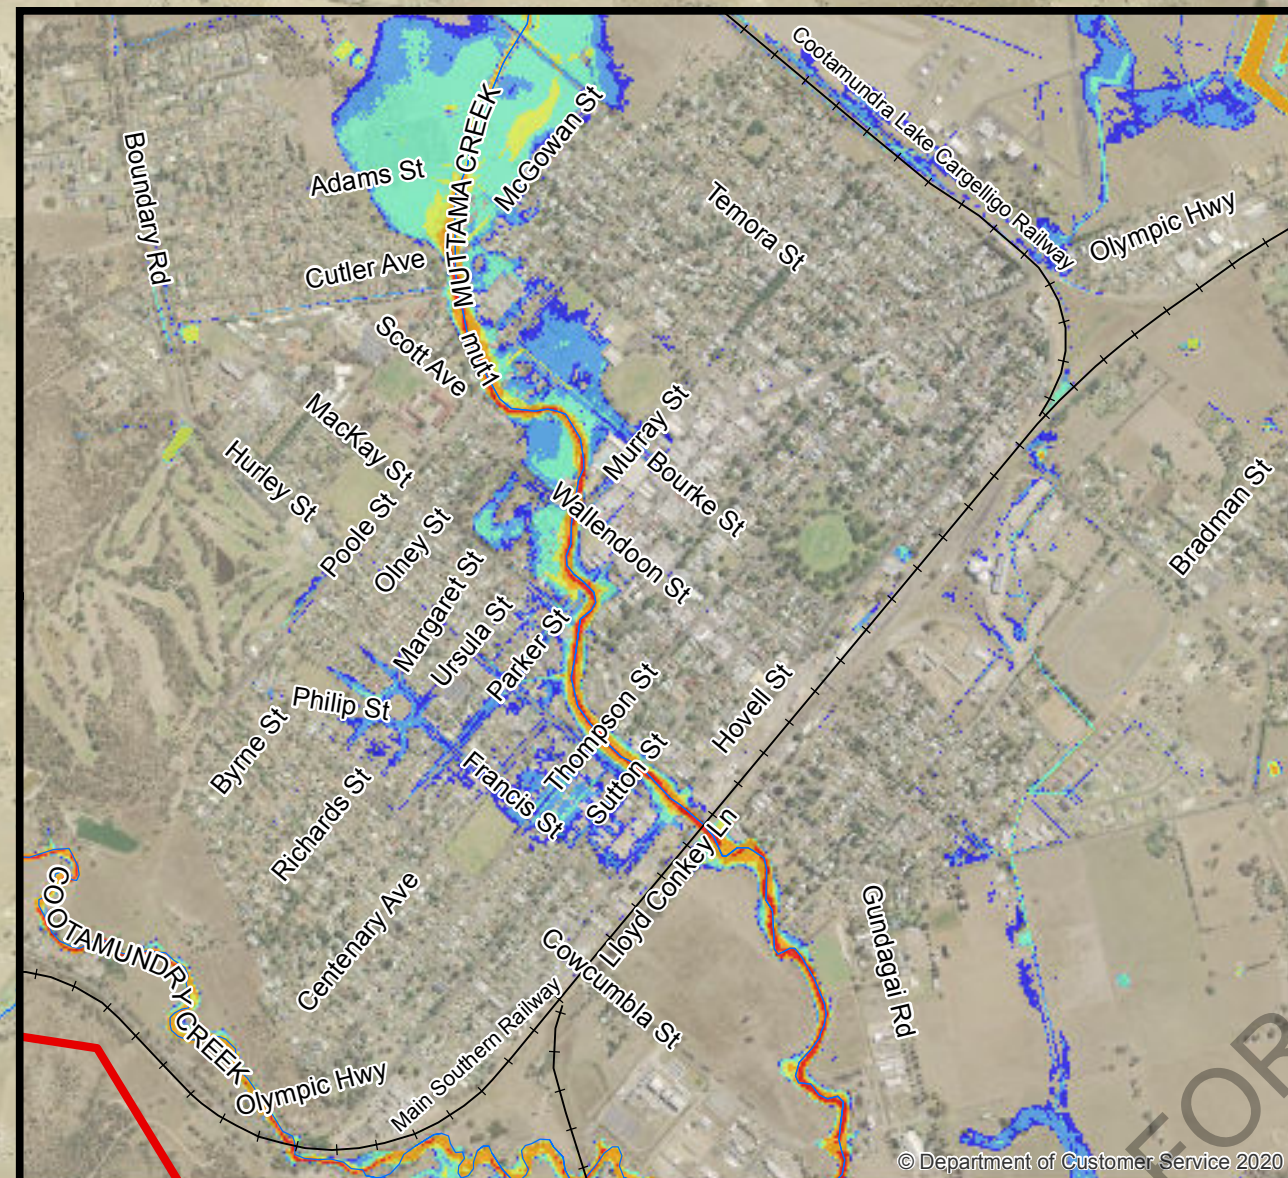 Cootamundra Lake Cargelligo Railway
MUTTAMA CREEK
McGowan St
Boundary Rd
Adams St
Temora St
Olympic Hwy
Cutler Ave
Scott Ave
mut1
MacKay St
Murray St
Hurley St
Bourke St
Poole St
Wallendoon St
Bradman St
Olney St
Margaret St
Ursula St
Parker St
Philip St
Thompson St
Hovell St
Byrne St
Sutton St
Francis St
Richards St
Lloyd Conkey Ln
COOTAMUNDRY CREEK
Centenary Ave
Gundagai Rd
Cowcumbla St
Main Southern Railway
Olympic Hwy
FOR
© Department of Customer Service 2020